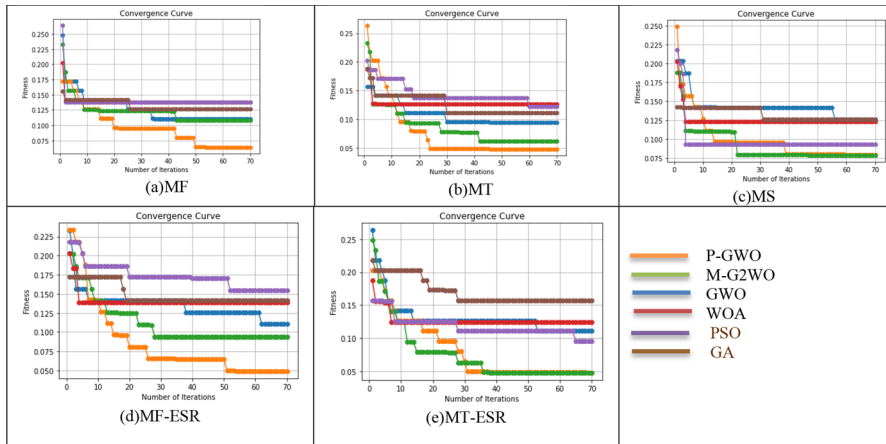 Convergence Curve
Fitness
0.250
0.225
0.200
0.175
0.150
0.125
0.100
0.075
0 10 20 30 40 50 60 70
Number of Iterations
(a)MF
Convergence Curve
Fitness
0.25
0.20
0.15
0.10
0.05
0 10 20 30 40 50 60 70
Number of Iterations
(b)MT
Convergence Curve
Fitness
0.250
0.225
0.200
0.175
0.150
0.125
0.100
0.075
0 10 20 30 40 50 60 70
Number of Iterations
(c)MS
Convergence Curve
Fitness
0.225
0.200
0.175
0.150
0.125
0.100
0.075
0.050
0 10 20 30 40 50 60 70
Number of Iterations
(d)MF-ESR
Convergence Curve
Fitness
0.25
0.20
0.15
0.10
0.05
0 10 20 30 40 50 60 70
Number of Iterations
(e)MT-ESR
P-GWO
M-G2WO
GWO
WOA
PSO
GA